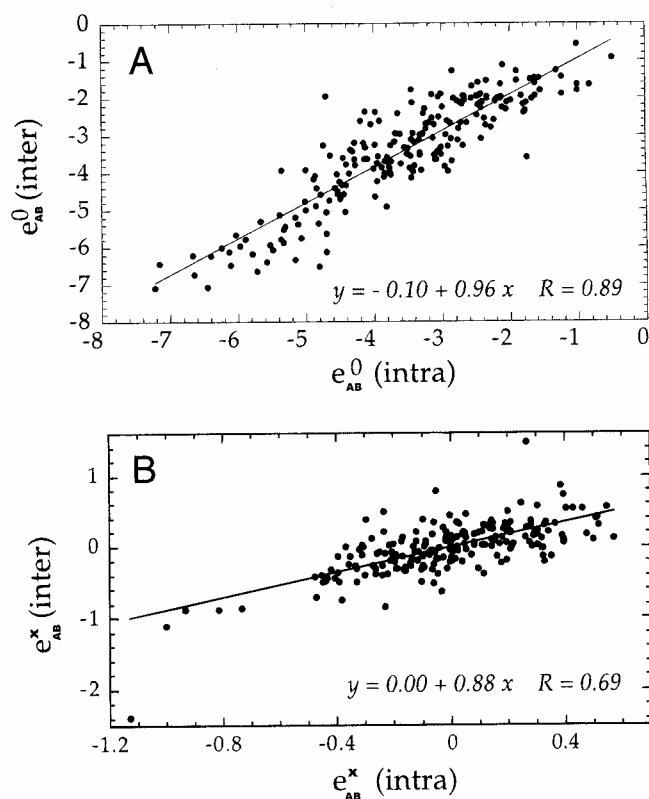 A
0
-1
-2
-3
-4
-5
-6
-7
-8
e⁰AB (inter)
y = - 0.10 + 0.96 x R = 0.89
-8 -7 -6 -5 -4 -3 -2 -1 0
e⁰AB (intra)
B
1
0
-1
-2
eˣAB (inter)
y = 0.00 + 0.88 x R = 0.69
-1.2 -0.8 -0.4 0 0.4
eˣAB (intra)